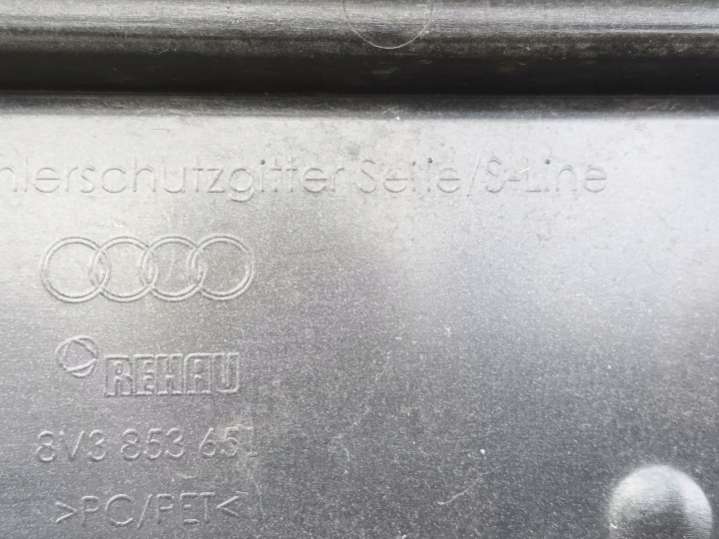 hlerschutzgitter Seite/S-Line
REHAU
8V3 853 651
>PC/PET<